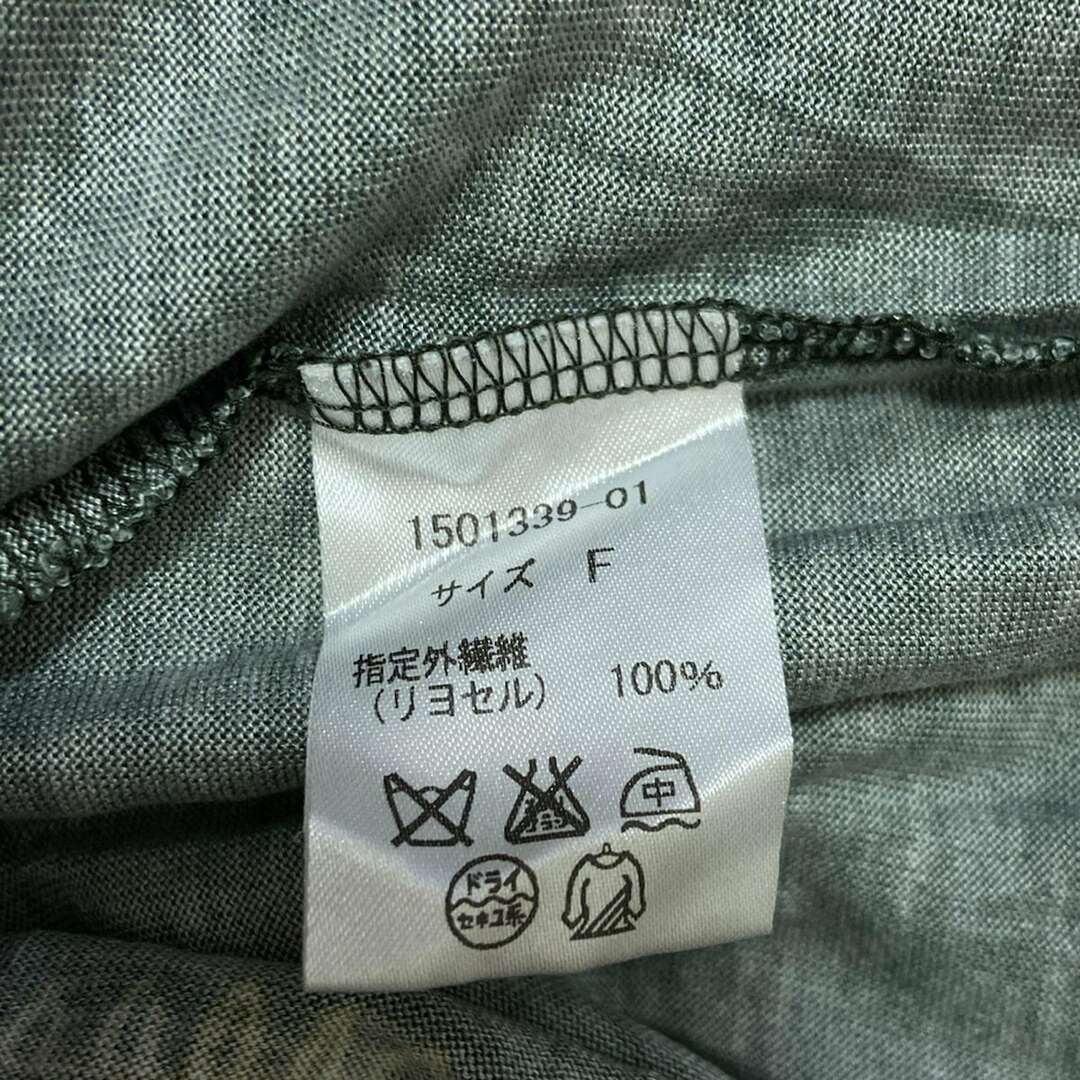 1501339-01
サイズ F
指定外繊維
(リヨセル) 100%
中
ドライ
セキユ系